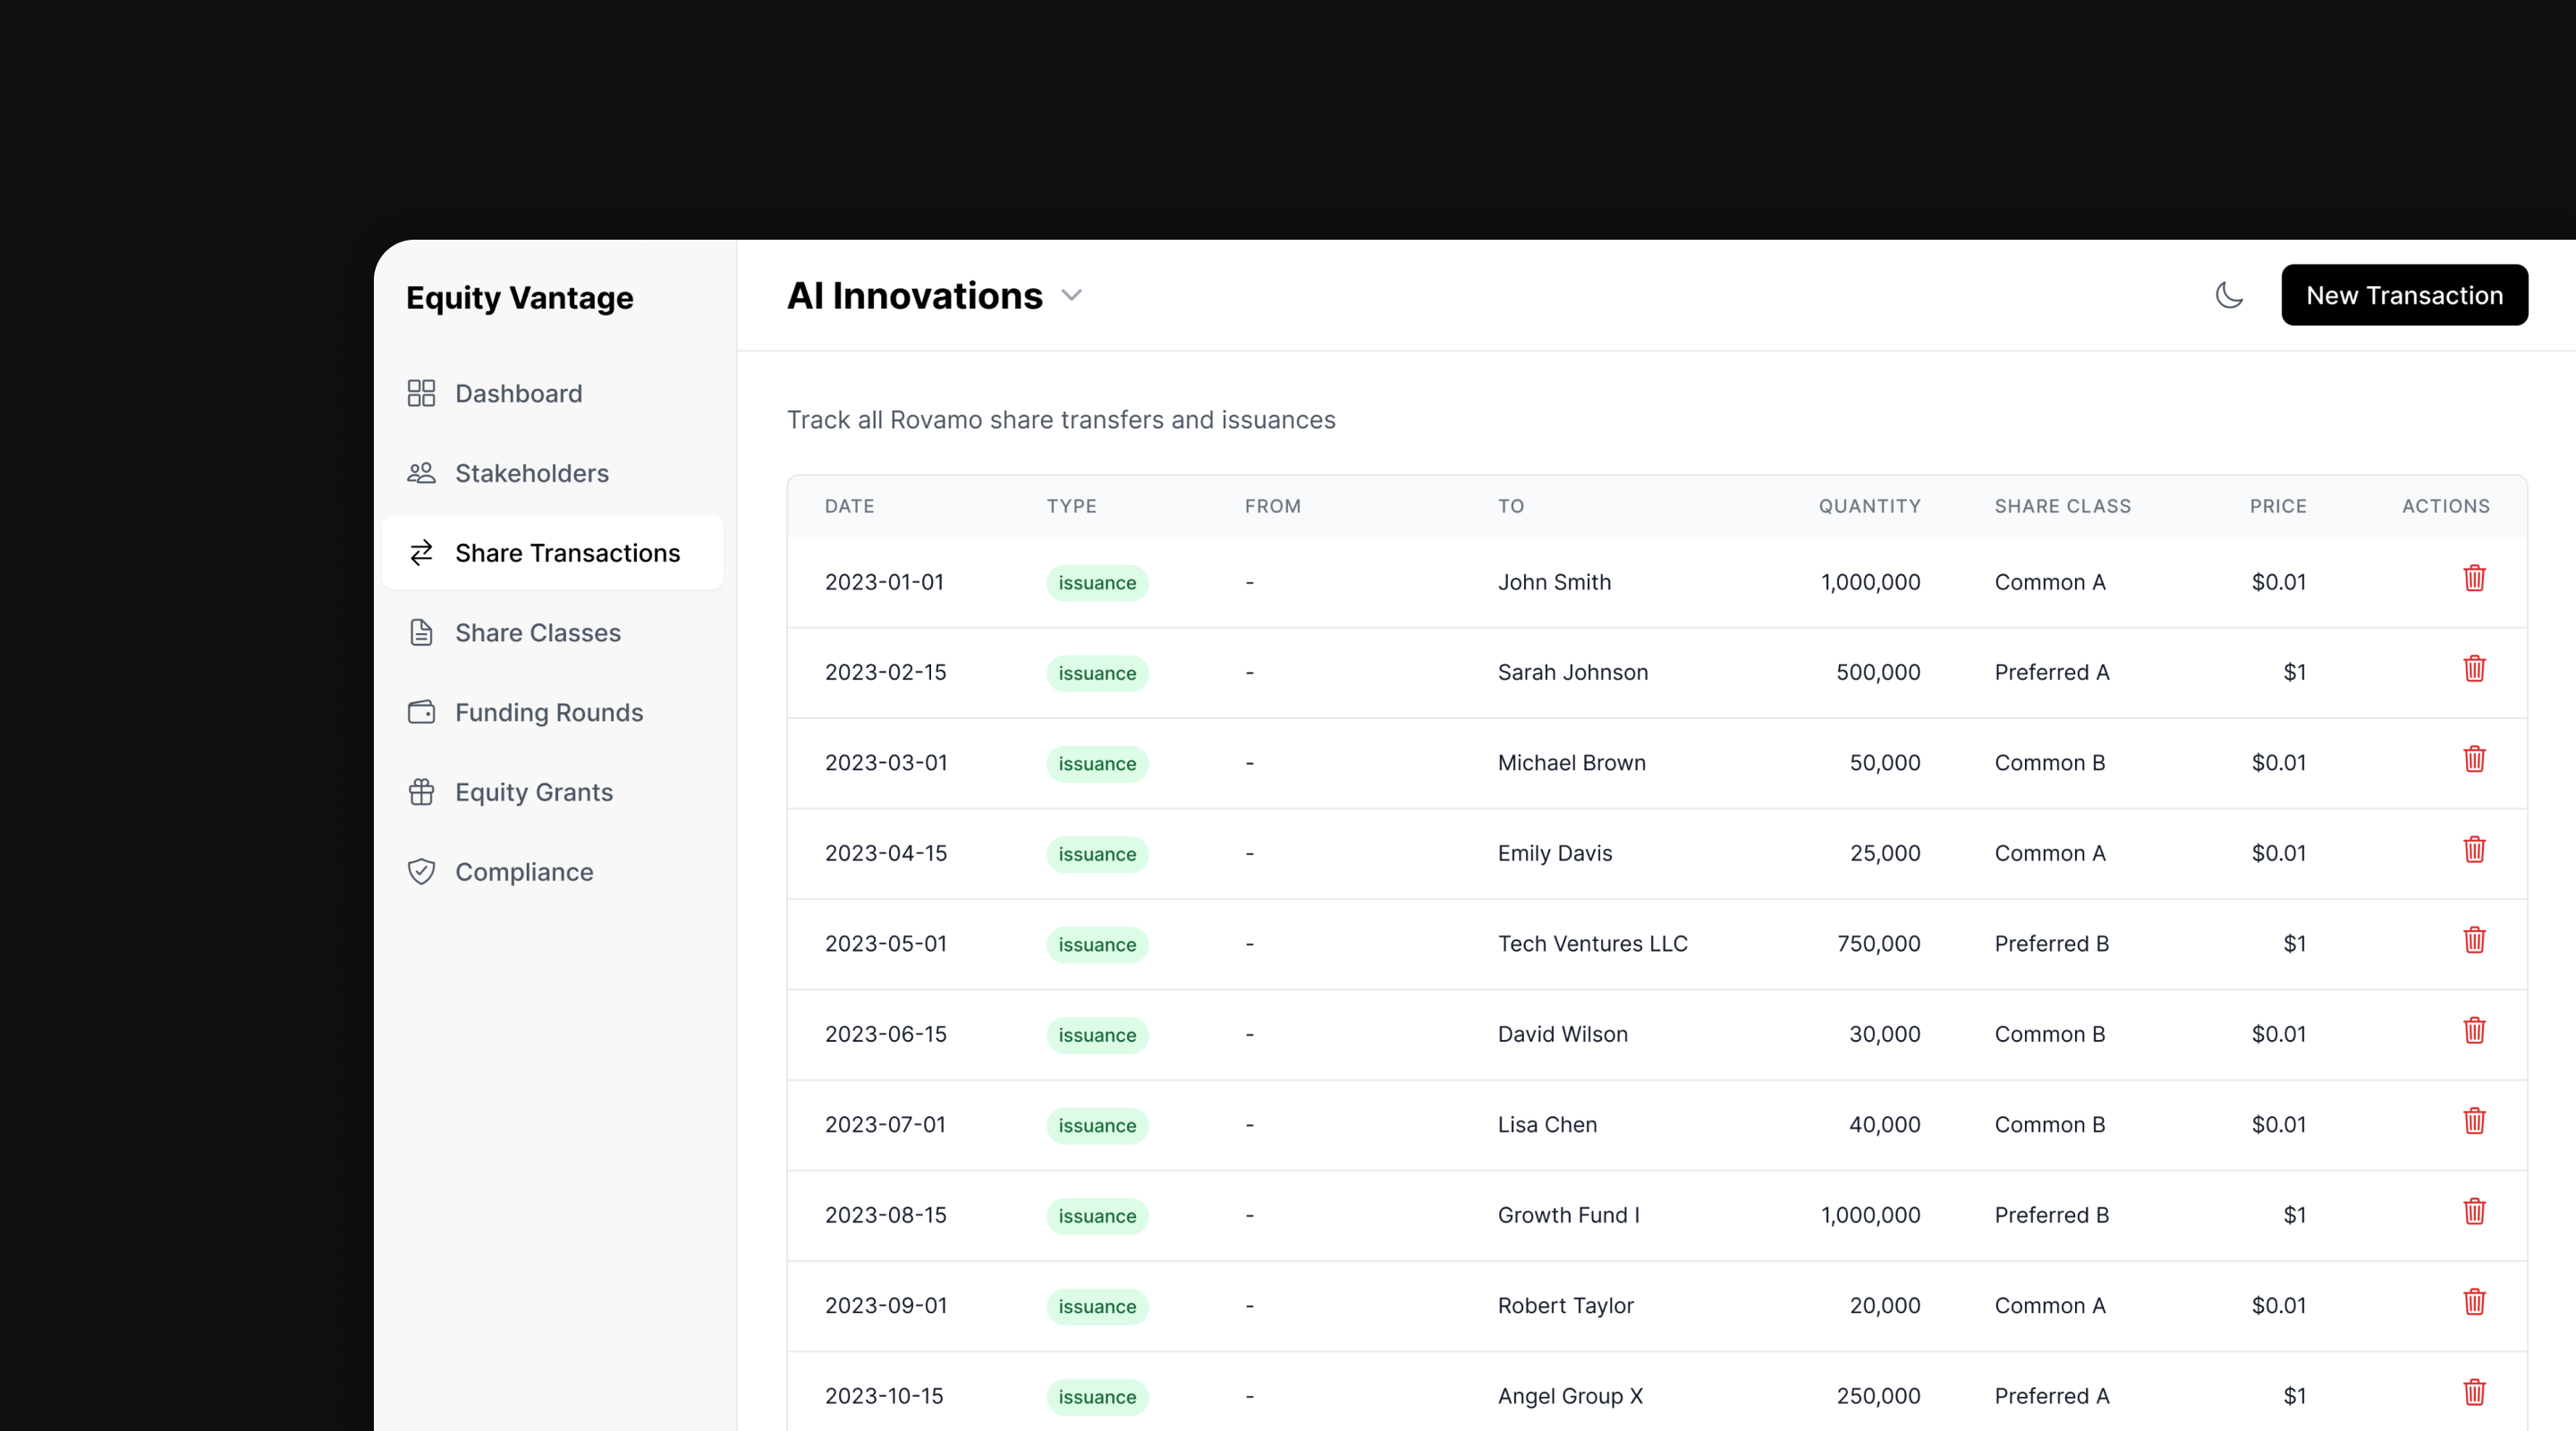 Equity Vantage
AI Innovations
New Transaction
Dashboard
Stakeholders
Share Transactions
Share Classes
Funding Rounds
Equity Grants
Compliance
Track all Rovamo share transfers and issuances
DATE TYPE FROM TO QUANTITY SHARE CLASS PRICE ACTIONS
2023-01-01 issuance - John Smith 1,000,000 Common A $0.01
2023-02-15 issuance - Sarah Johnson 500,000 Preferred A $1
2023-03-01 issuance - Michael Brown 50,000 Common B $0.01
2023-04-15 issuance - Emily Davis 25,000 Common A $0.01
2023-05-01 issuance - Tech Ventures LLC 750,000 Preferred B $1
2023-06-15 issuance - David Wilson 30,000 Common B $0.01
2023-07-01 issuance - Lisa Chen 40,000 Common B $0.01
2023-08-15 issuance - Growth Fund I 1,000,000 Preferred B $1
2023-09-01 issuance - Robert Taylor 20,000 Common A $0.01
2023-10-15 issuance - Angel Group X 250,000 Preferred A $1